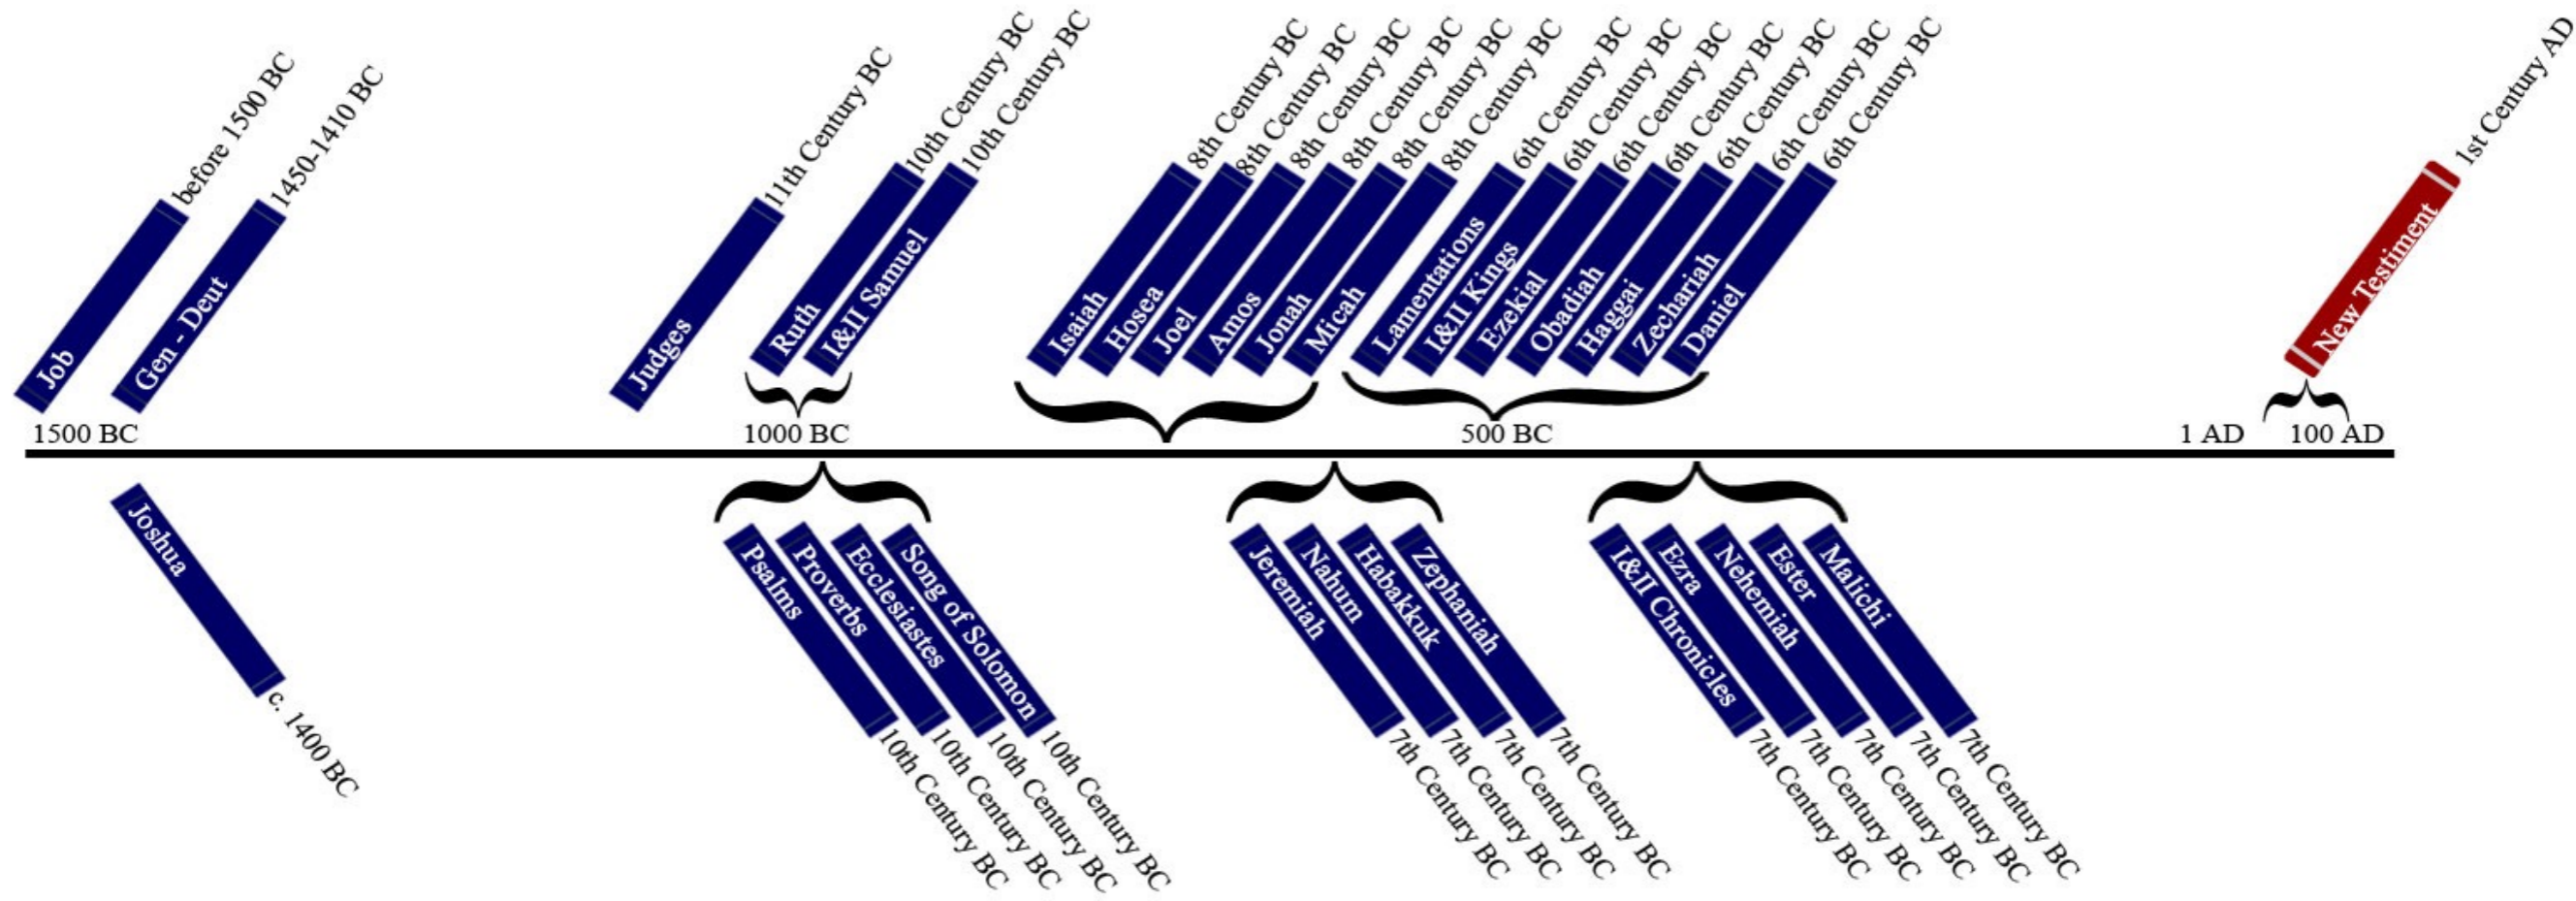 before 1500 BC
Job
1450-1410 BC
Gen - Deut
11th Century BC
Judges
10th Century BC
Ruth
10th Century BC
I&II Samuel
8th Century BC
Isaiah
8th Century BC
Hosea
8th Century BC
Joel
8th Century BC
Amos
8th Century BC
Jonah
8th Century BC
Micah
6th Century BC
Lamentations
6th Century BC
I&II Kings
6th Century BC
Ezekial
6th Century BC
Obadiah
6th Century BC
Haggai
6th Century BC
Zechariah
6th Century BC
Daniel
1st Century AD
New Testiment
1500 BC
1000 BC
500 BC
1 AD
100 AD
Joshua
c. 1400 BC
Psalms
10th Century BC
Proverbs
10th Century BC
Ecclesiastes
10th Century BC
Song of Solomon
10th Century BC
Jeremiah
7th Century BC
Nahum
7th Century BC
Habakkuk
7th Century BC
Zephaniah
7th Century BC
I&II Chronicles
7th Century BC
Ezra
7th Century BC
Nehemiah
7th Century BC
Ester
7th Century BC
Malichi
7th Century BC